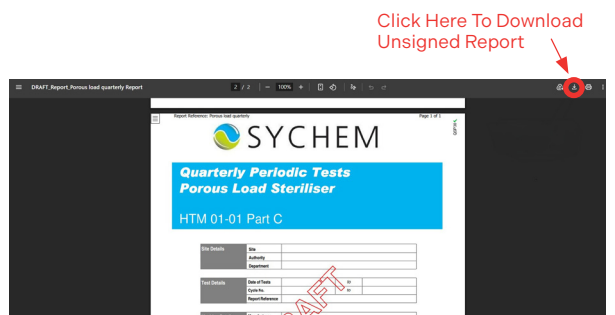 Click Here To Download
Unsigned Report
DRAFT_Report_Porous load quarterly Report
2 / 3 | − 100% +
Report Reference: Porous load quarterly
Page 1 of 1
SYCHEM
Quarterly Periodic Tests
Porous Load Steriliser
HTM 01-01 Part C
Site Details
Site
Authority
Department
Test Details
Date of Tests
to
Cycle No.
to
Report Reference
DRAFT